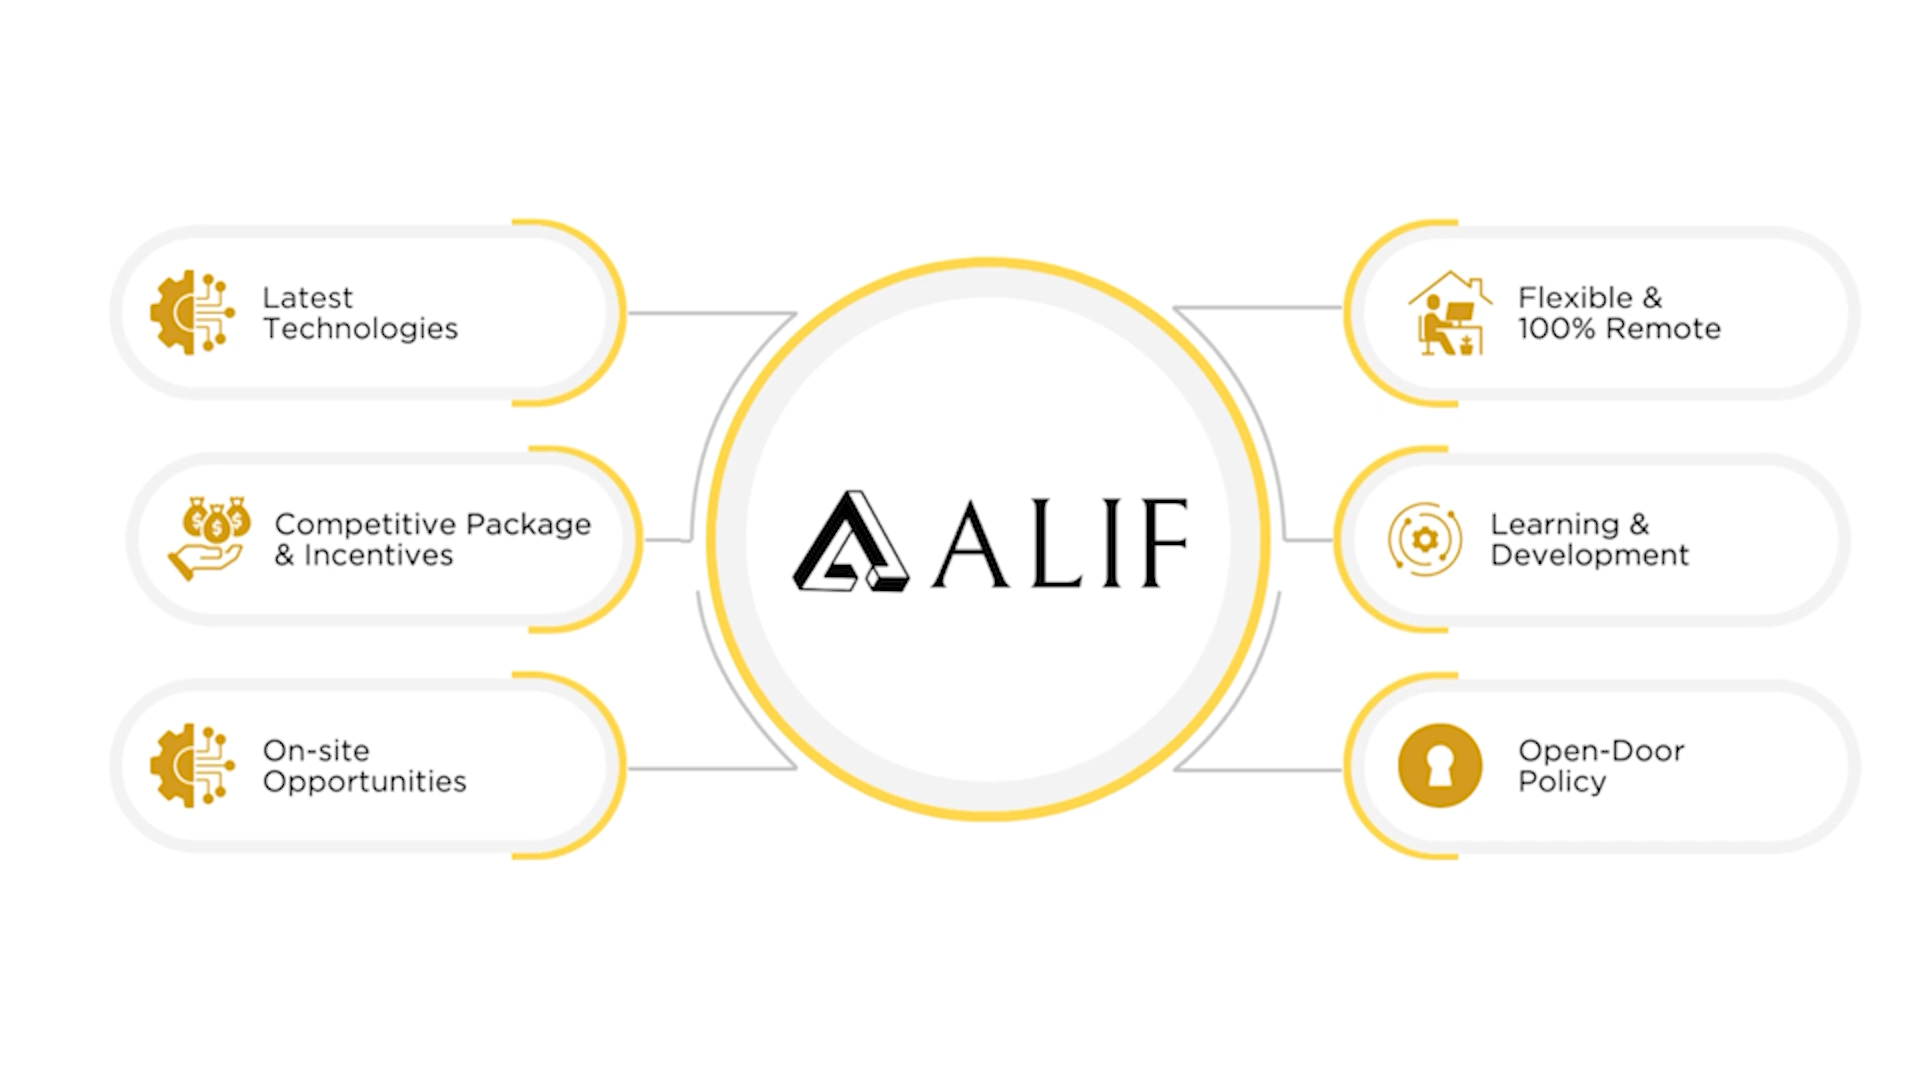 Latest
Technologies
Competitive Package
& Incentives
On-site
Opportunities
ALIF
Flexible &
100% Remote
Learning &
Development
Open-Door
Policy